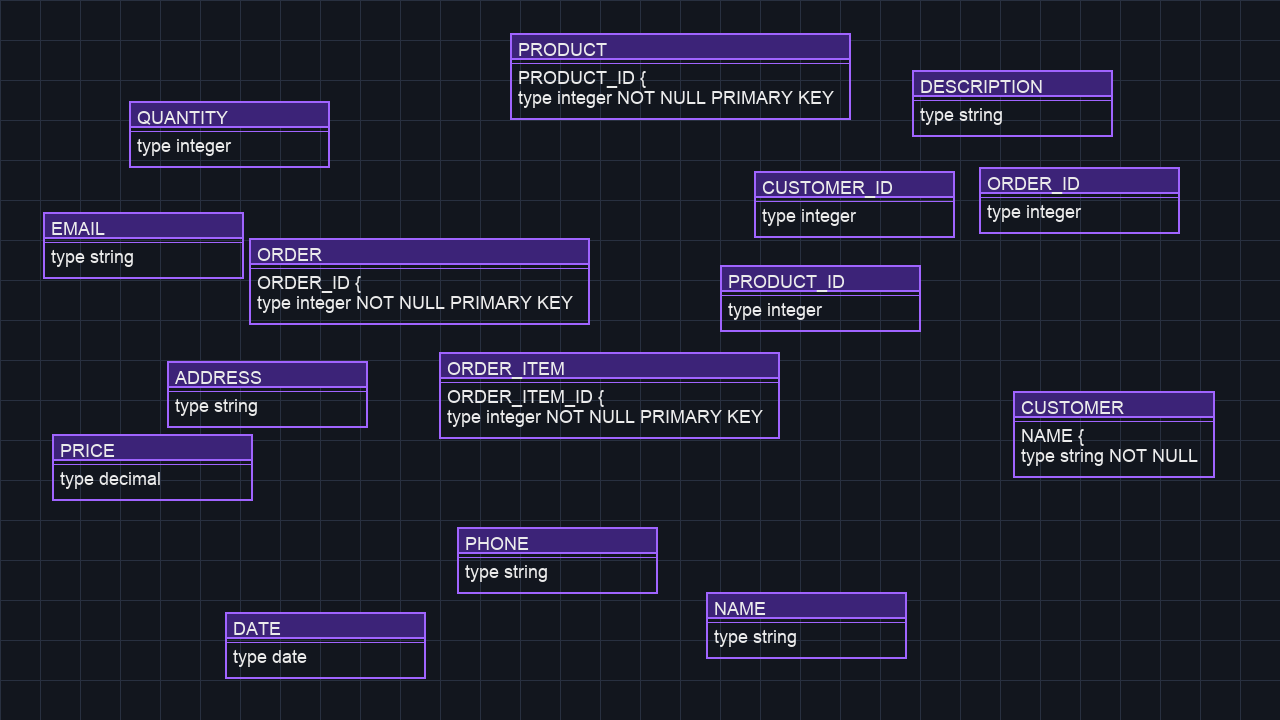 PRODUCT
PRODUCT_ID {
type integer NOT NULL PRIMARY KEY
DESCRIPTION
type string
QUANTITY
type integer
CUSTOMER_ID
type integer
ORDER_ID
type integer
EMAIL
type string
ORDER
ORDER_ID {
type integer NOT NULL PRIMARY KEY
PRODUCT_ID
type integer
ADDRESS
type string
ORDER_ITEM
ORDER_ITEM_ID {
type integer NOT NULL PRIMARY KEY
CUSTOMER
NAME {
type string NOT NULL
PRICE
type decimal
PHONE
type string
NAME
type string
DATE
type date